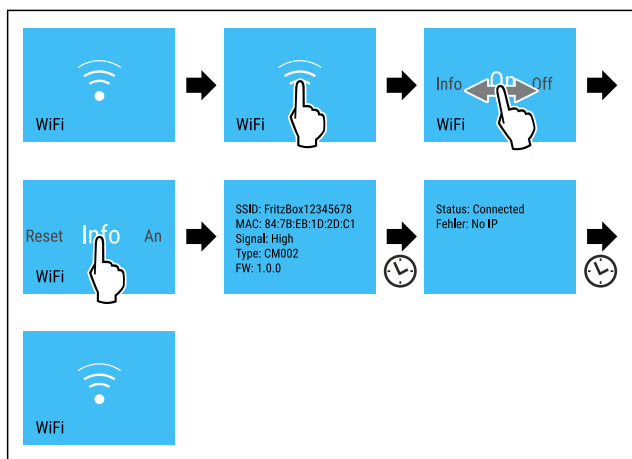 WiFi
WiFi
Info On Off
WiFi
Reset Info An
WiFi
SSID: FritzBox12345678
MAC: 84:7B:EB:1D:2D:C1
Signal: High
Type: CM002
FW: 1.0.0
Status: Connected
Fehler: No IP
WiFi